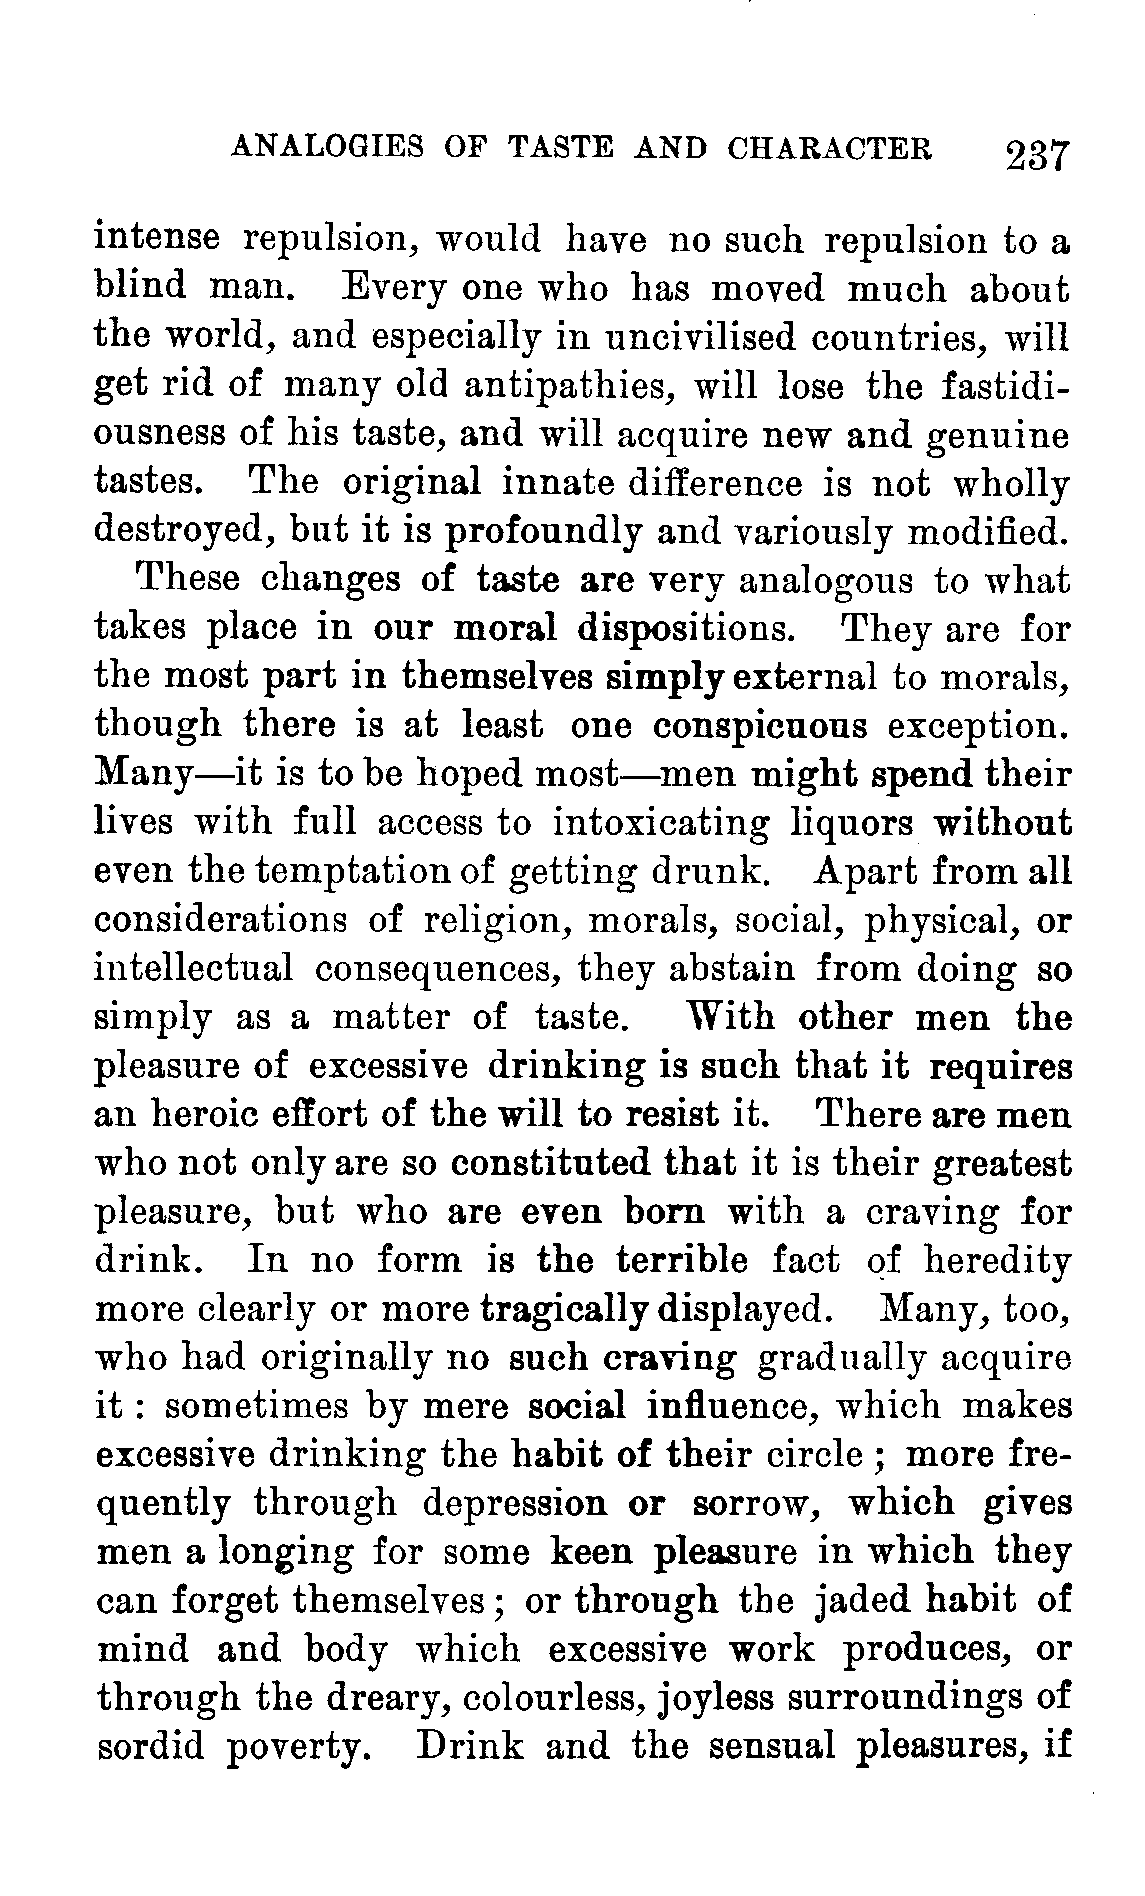 ANALOGIES OF TASTE AND CHARACTER 237
intense repulsion, would have no such repulsion to a
blind man. Every one who has moved much about
the world, and especially in uncivilised countries, will
get rid of many old antipathies, will lose the fastidi-
ousness of his taste, and will acquire new and genuine
tastes. The original innate difference is not wholly
destroyed, but it is profoundly and variously modified.
These changes of taste are very analogous to what
takes place in our moral dispositions. They are for
the most part in themselves simply external to morals,
though there is at least one conspicuous exception.
Many—it is to be hoped most—men might spend their
lives with full access to intoxicating liquors without
even the temptation of getting drunk. Apart from all
considerations of religion, morals, social, physical, or
intellectual consequences, they abstain from doing so
simply as a matter of taste. With other men the
pleasure of excessive drinking is such that it requires
an heroic effort of the will to resist it. There are men
who not only are so constituted that it is their greatest
pleasure, but who are even born with a craving for
drink. In no form is the terrible fact of heredity
more clearly or more tragically displayed. Many, too,
who had originally no such craving gradually acquire
it : sometimes by mere social influence, which makes
excessive drinking the habit of their circle ; more fre-
quently through depression or sorrow, which gives
men a longing for some keen pleasure in which they
can forget themselves ; or through the jaded habit of
mind and body which excessive work produces, or
through the dreary, colourless, joyless surroundings of
sordid poverty. Drink and the sensual pleasures, if